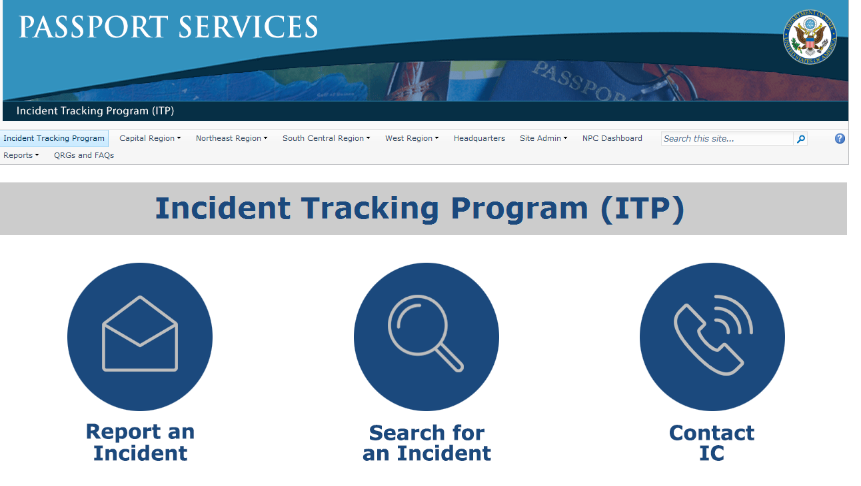 PASSPORT SERVICES
PASSPOR
Incident Tracking Program (ITP)
Incident Tracking Program Capital Region Northeast Region South Central Region West Region Headquarters Site Admin NPC Dashboard Search this site...
Reports QRGs and FAQs
Incident Tracking Program (ITP)
Report an
Incident
Search for
an Incident
Contact
IC